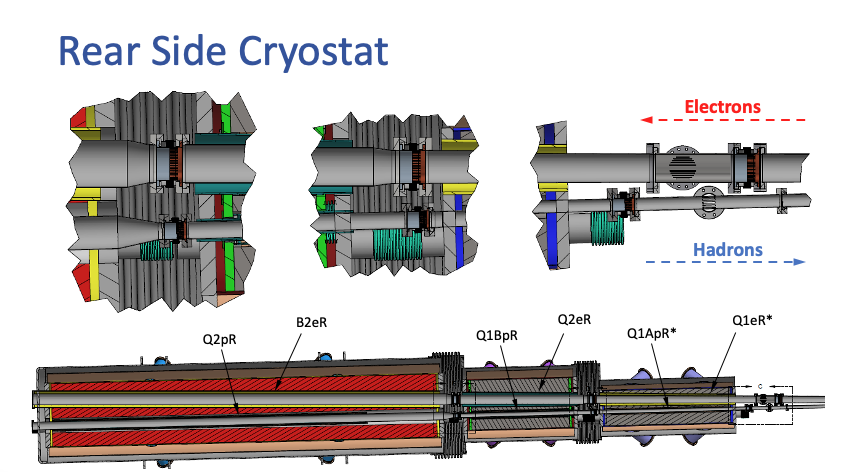 Rear Side Cryostat
Electrons
Hadrons
B2eR
Q2pR
Q1BpR
Q2eR
Q1ApR*
Q1eR*
C